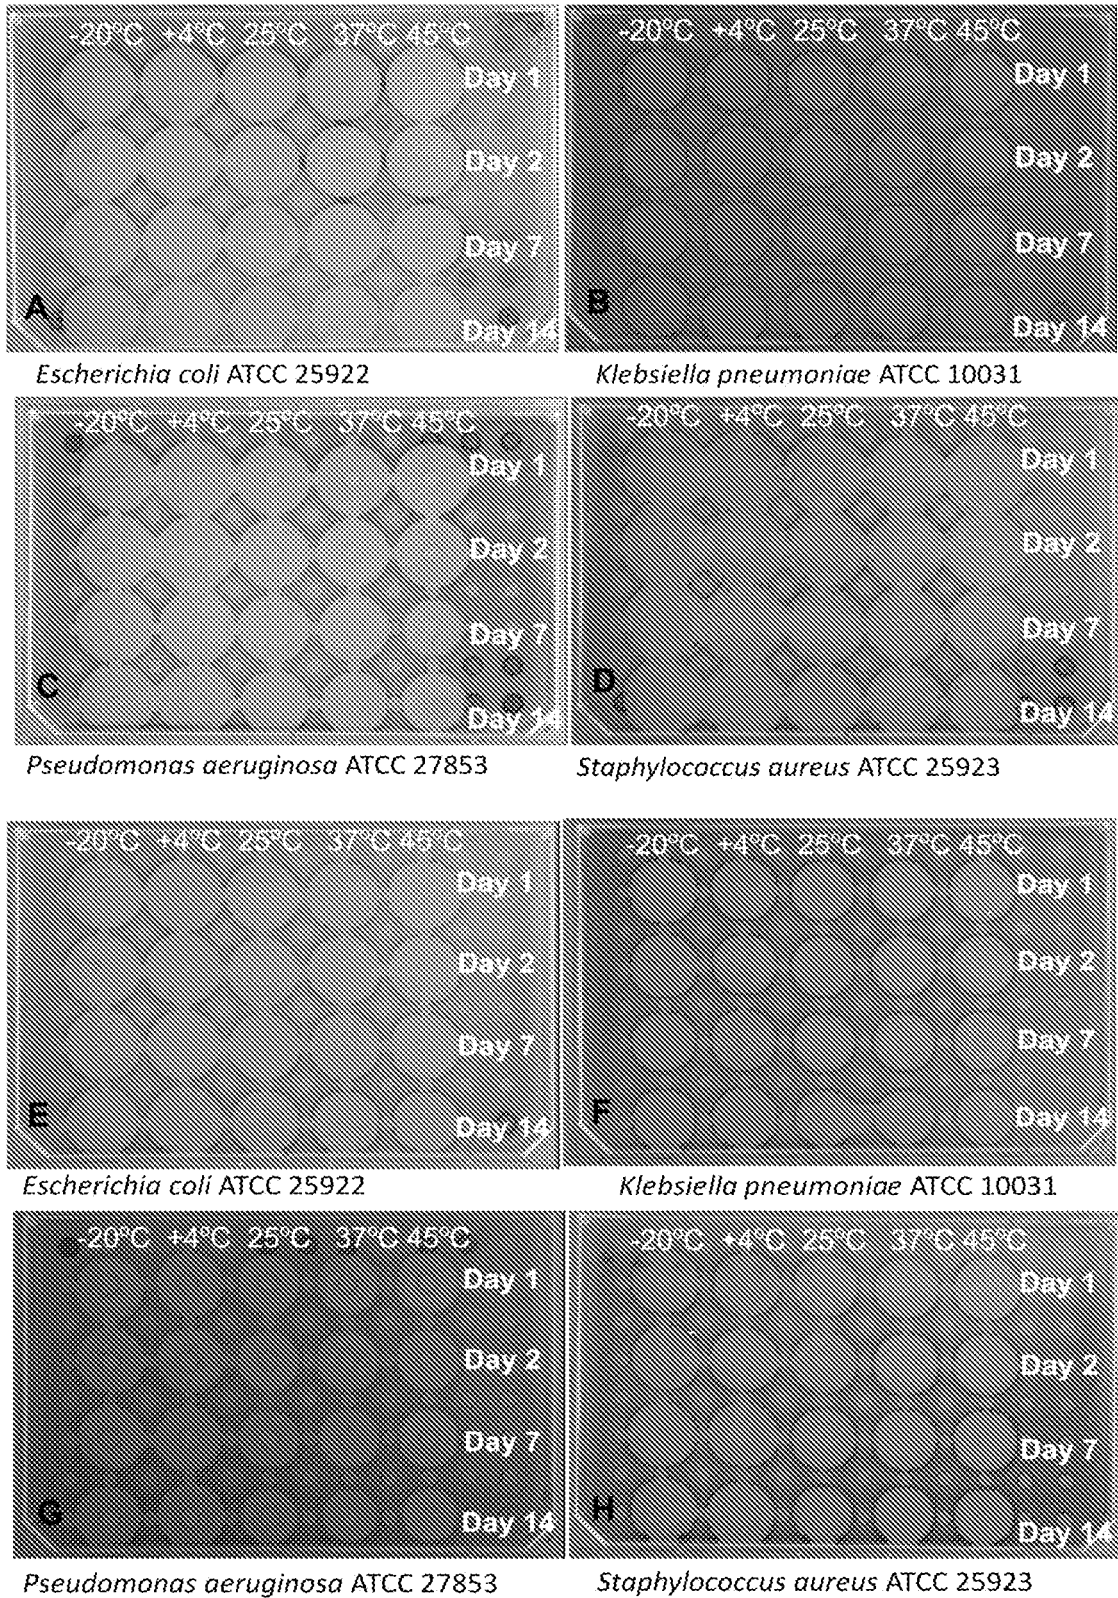 -20°C +4°C 25°C 37°C 45°C
Day 1
Day 2
Day 7
A
Day 14
Escherichia coli ATCC 25922
-20°C +4°C 25°C 37°C 45°C
Day 1
Day 2
Day 7
B
Day 14
Klebsiella pneumoniae ATCC 10031
-20°C +4°C 25°C 37°C 45°C
Day 1
Day 2
Day 7
C
Day 14
Pseudomonas aeruginosa ATCC 27853
-20°C +4°C 25°C 37°C 45°C
Day 1
Day 2
Day 7
D
Day 14
Staphylococcus aureus ATCC 25923
-20°C +4°C 25°C 37°C 45°C
Day 1
Day 2
Day 7
E
Day 14
Escherichia coli ATCC 25922
-20°C +4°C 25°C 37°C 45°C
Day 1
Day 2
Day 7
F
Day 14
Klebsiella pneumoniae ATCC 10031
-20°C +4°C 25°C 37°C 45°C
Day 1
Day 2
Day 7
G
Day 14
Pseudomonas aeruginosa ATCC 27853
-20°C +4°C 25°C 37°C 45°C
Day 1
Day 2
Day 7
H
Day 14
Staphylococcus aureus ATCC 25923